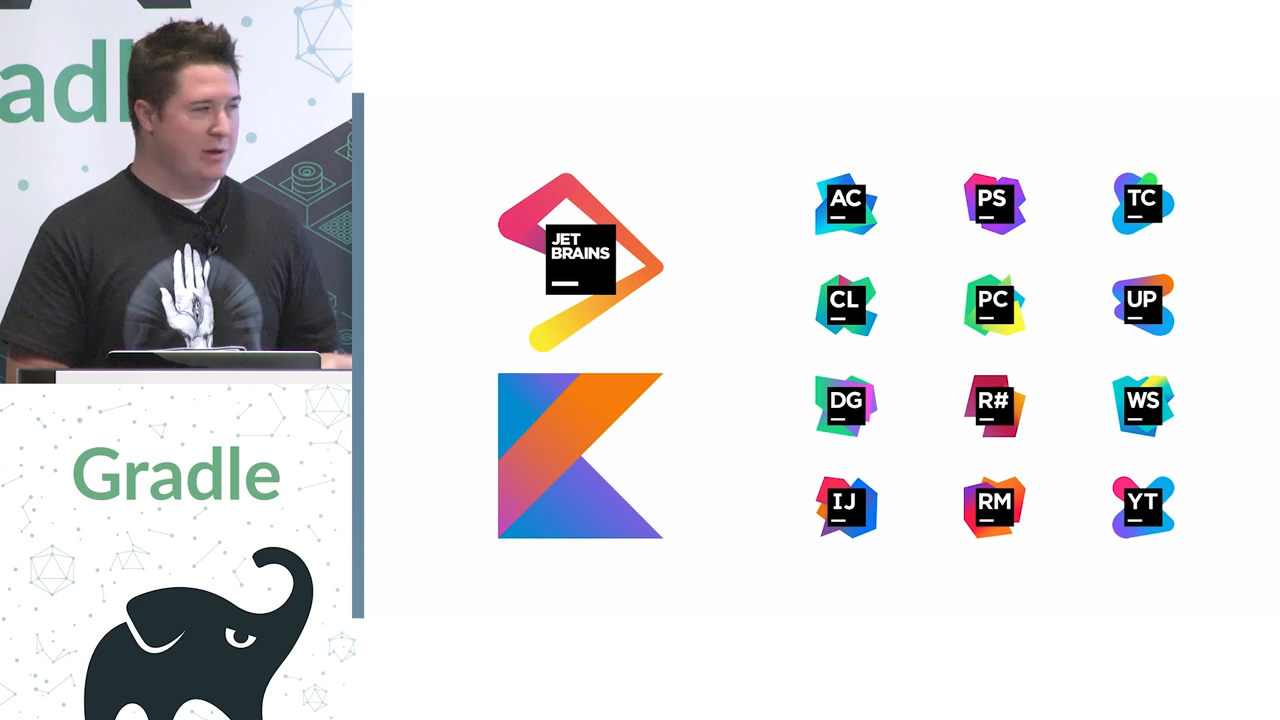 adl
Gradle
JET
BRAINS
AC
PS
TC
CL
PC
UP
DG
R#
WS
IJ
RM
YT